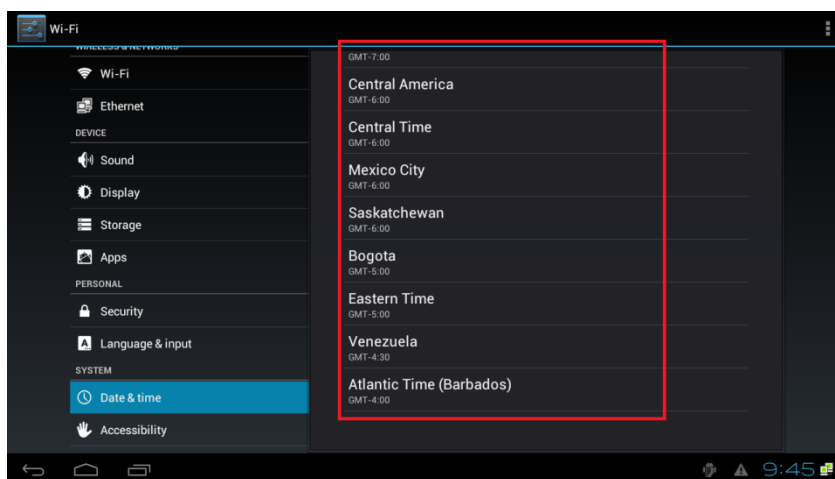 Wi-Fi
WIRELESS & NETWORKS
Wi-Fi
Ethernet
DEVICE
Sound
Display
Storage
Apps
PERSONAL
Security
Language & input
SYSTEM
Date & time
Accessibility
GMT-7:00
Central America
GMT-6:00
Central Time
GMT-6:00
Mexico City
GMT-6:00
Saskatchewan
GMT-6:00
Bogota
GMT-5:00
Eastern Time
GMT-5:00
Venezuela
GMT-4:30
Atlantic Time (Barbados)
GMT-4:00
9:45